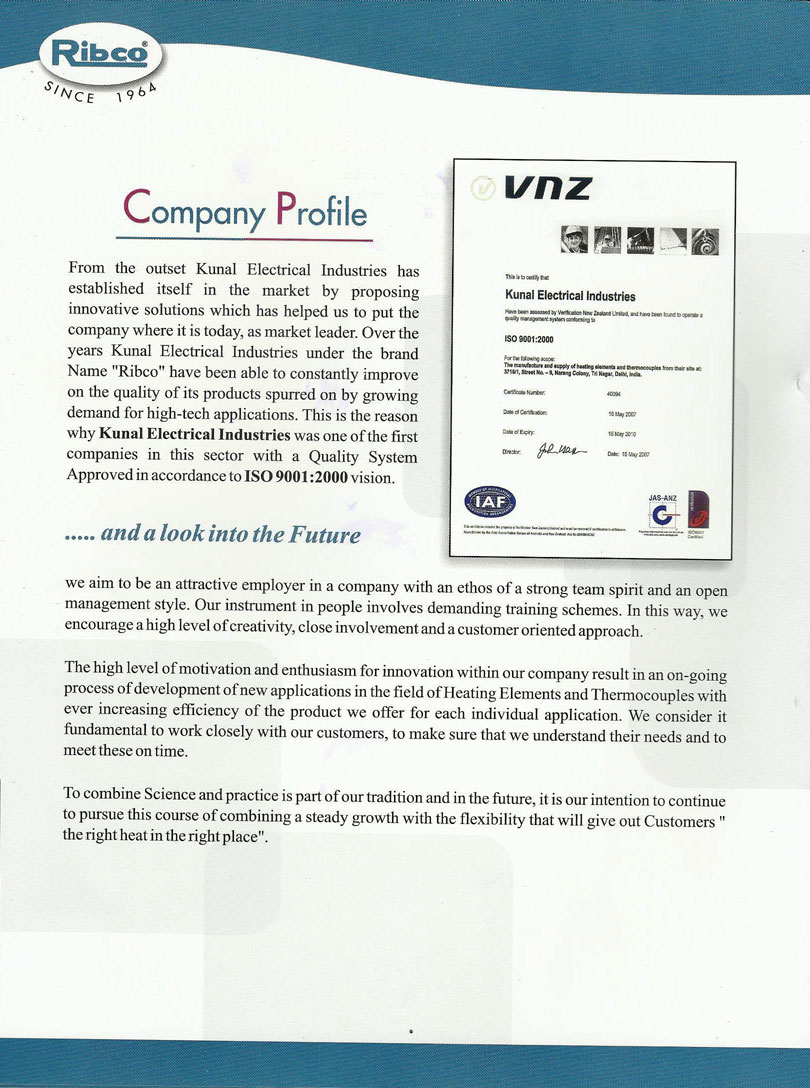 Ribco®
SINCE 1964
Company Profile
From the outset Kunal Electrical Industries has
established itself in the market by proposing
innovative solutions which has helped us to put the
company where it is today, as market leader. Over the
years Kunal Electrical Industries under the brand
Name "Ribco" have been able to constantly improve
on the quality of its products spurred on by growing
demand for high-tech applications. This is the reason
why Kunal Electrical Industries was one of the first
companies in this sector with a Quality System
Approved in accordance to ISO 9001:2000 vision.
VNZ
This is to certify that
Kunal Electrical Industries
Have been assessed by Verification New Zealand Limited, and have been found to operate a
quality management system conforming to
ISO 9001:2000
For the following scope:
The manufacture and supply of heating elements and thermocouples from their site at:
3715/1, Street No. – 9, Narang Colony, Tri Nagar, Delhi, India.
Certificate Number: 40094
Date of Certification: 15 May 2007
Date of Expiry: 15 May 2010
Director: Date: 15 May 2007
IAF
JAS-ANZ
ISO9001
Certified
..... and a look into the Future
we aim to be an attractive employer in a company with an ethos of a strong team spirit and an open
management style. Our instrument in people involves demanding training schemes. In this way, we
encourage a high level of creativity, close involvement and a customer oriented approach.
The high level of motivation and enthusiasm for innovation within our company result in an on-going
process of development of new applications in the field of Heating Elements and Thermocouples with
ever increasing efficiency of the product we offer for each individual application. We consider it
fundamental to work closely with our customers, to make sure that we understand their needs and to
meet these on time.
To combine Science and practice is part of our tradition and in the future, it is our intention to continue
to pursue this course of combining a steady growth with the flexibility that will give out Customers "
the right heat in the right place".